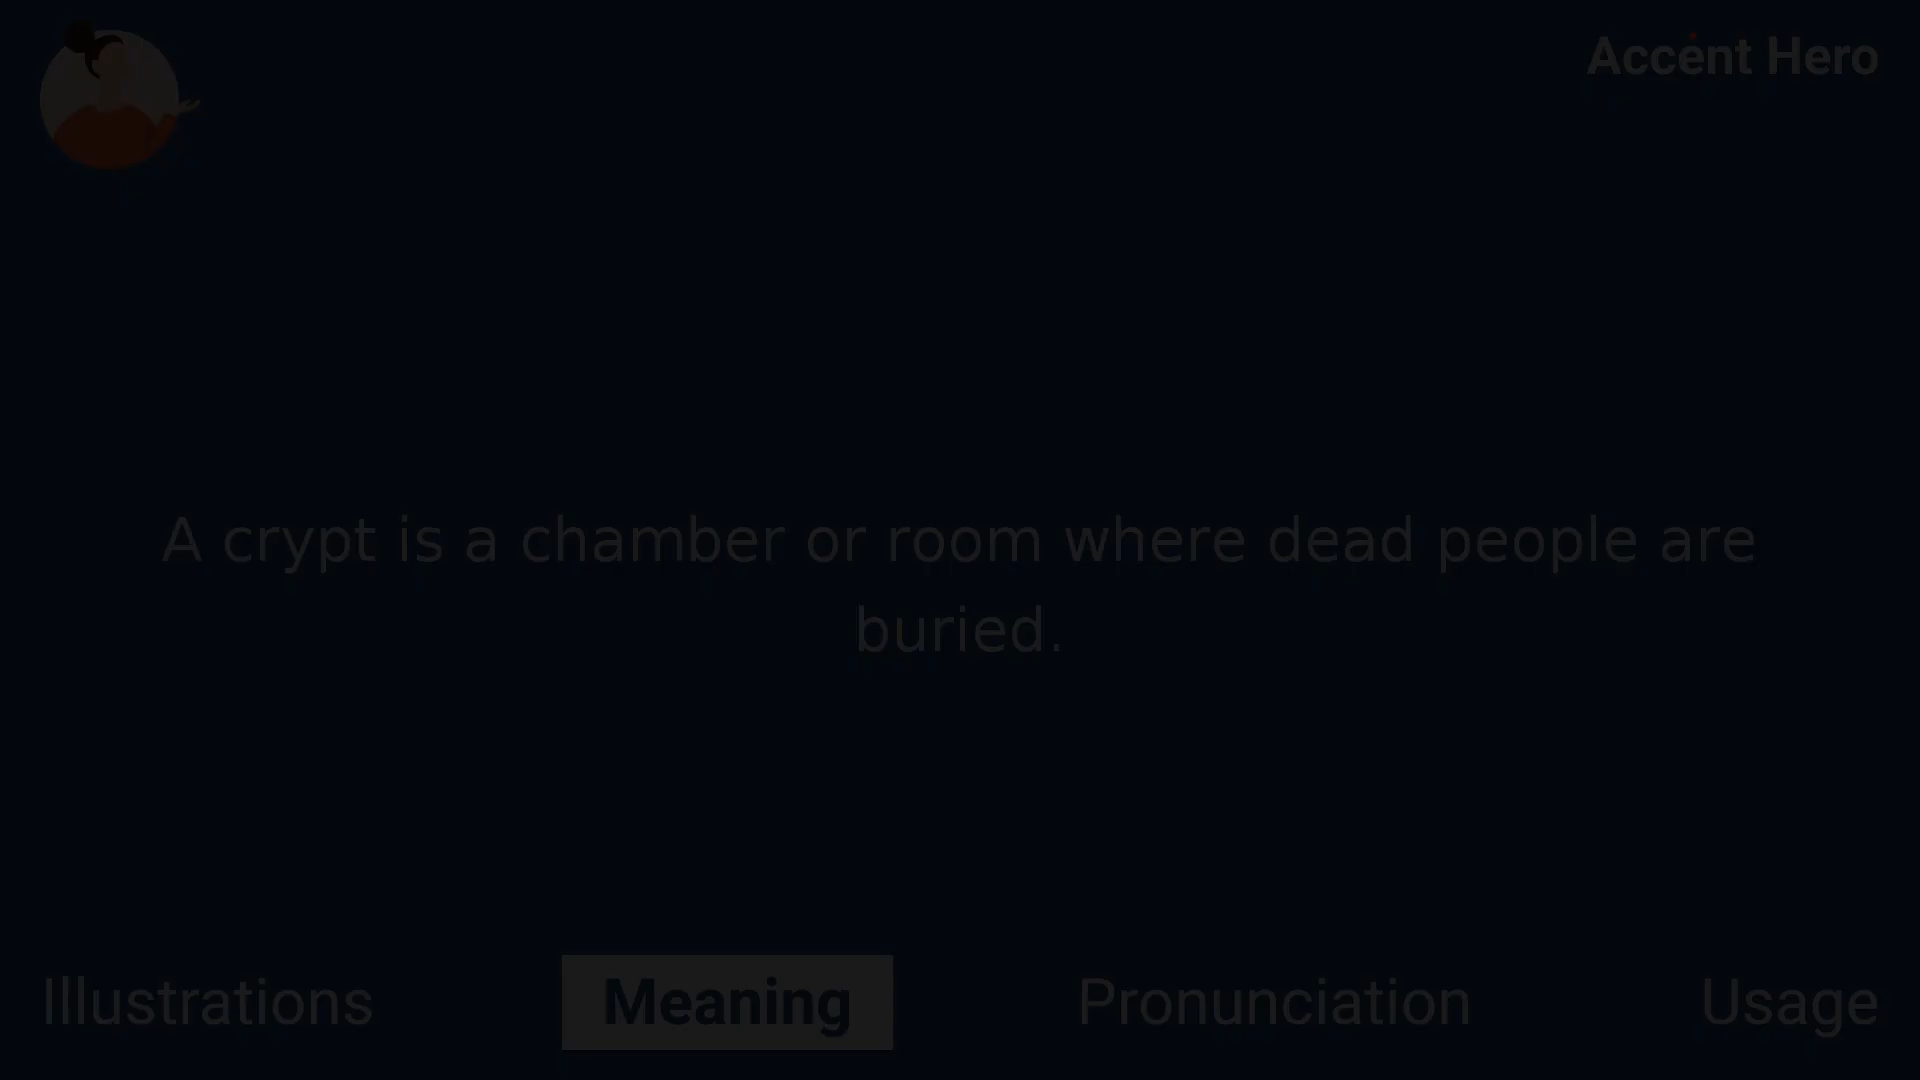 Accent Hero
A crypt is a chamber or room where dead people are
buried.
Illustrations
Meaning
Pronunciation
Usage